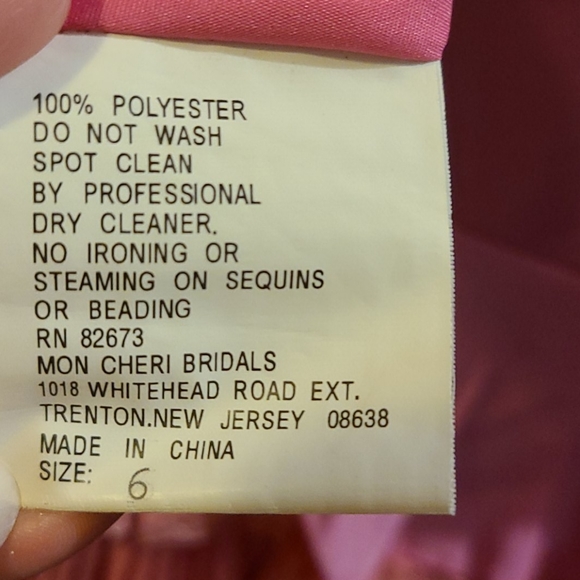 100% POLYESTER
DO NOT WASH
SPOT CLEAN
BY PROFESSIONAL
DRY CLEANER.
NO IRONING OR
STEAMING ON SEQUINS
OR BEADING
RN 82673
MON CHERI BRIDALS
1018 WHITEHEAD ROAD EXT.
TRENTON.NEW JERSEY 08638
MADE IN CHINA
SIZE: 6